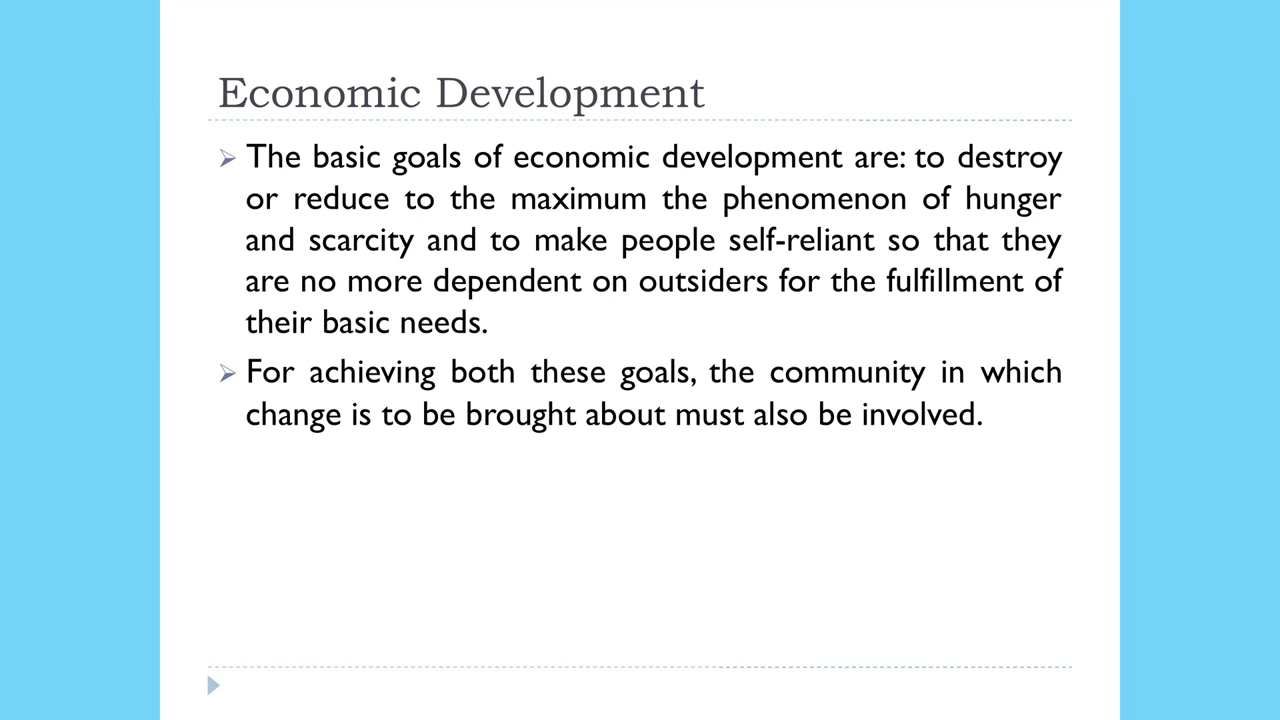 Economic Development
The basic goals of economic development are: to destroy
or reduce to the maximum the phenomenon of hunger
and scarcity and to make people self-reliant so that they
are no more dependent on outsiders for the fulfillment of
their basic needs.
For achieving both these goals, the community in which
change is to be brought about must also be involved.